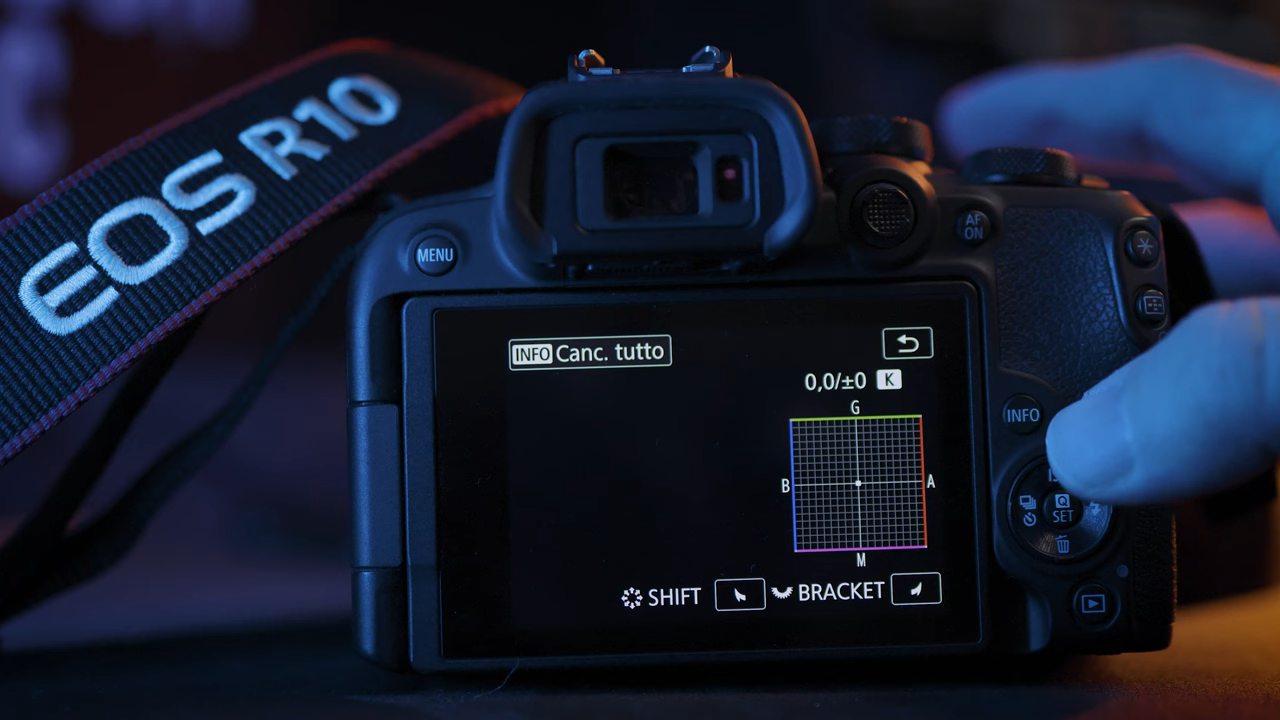 EOS R10
MENU
AF
ON
INFO Canc. tutto
0,0/±0 K
G
B
A
M
SHIFT
BRACKET
INFO
Q
SET